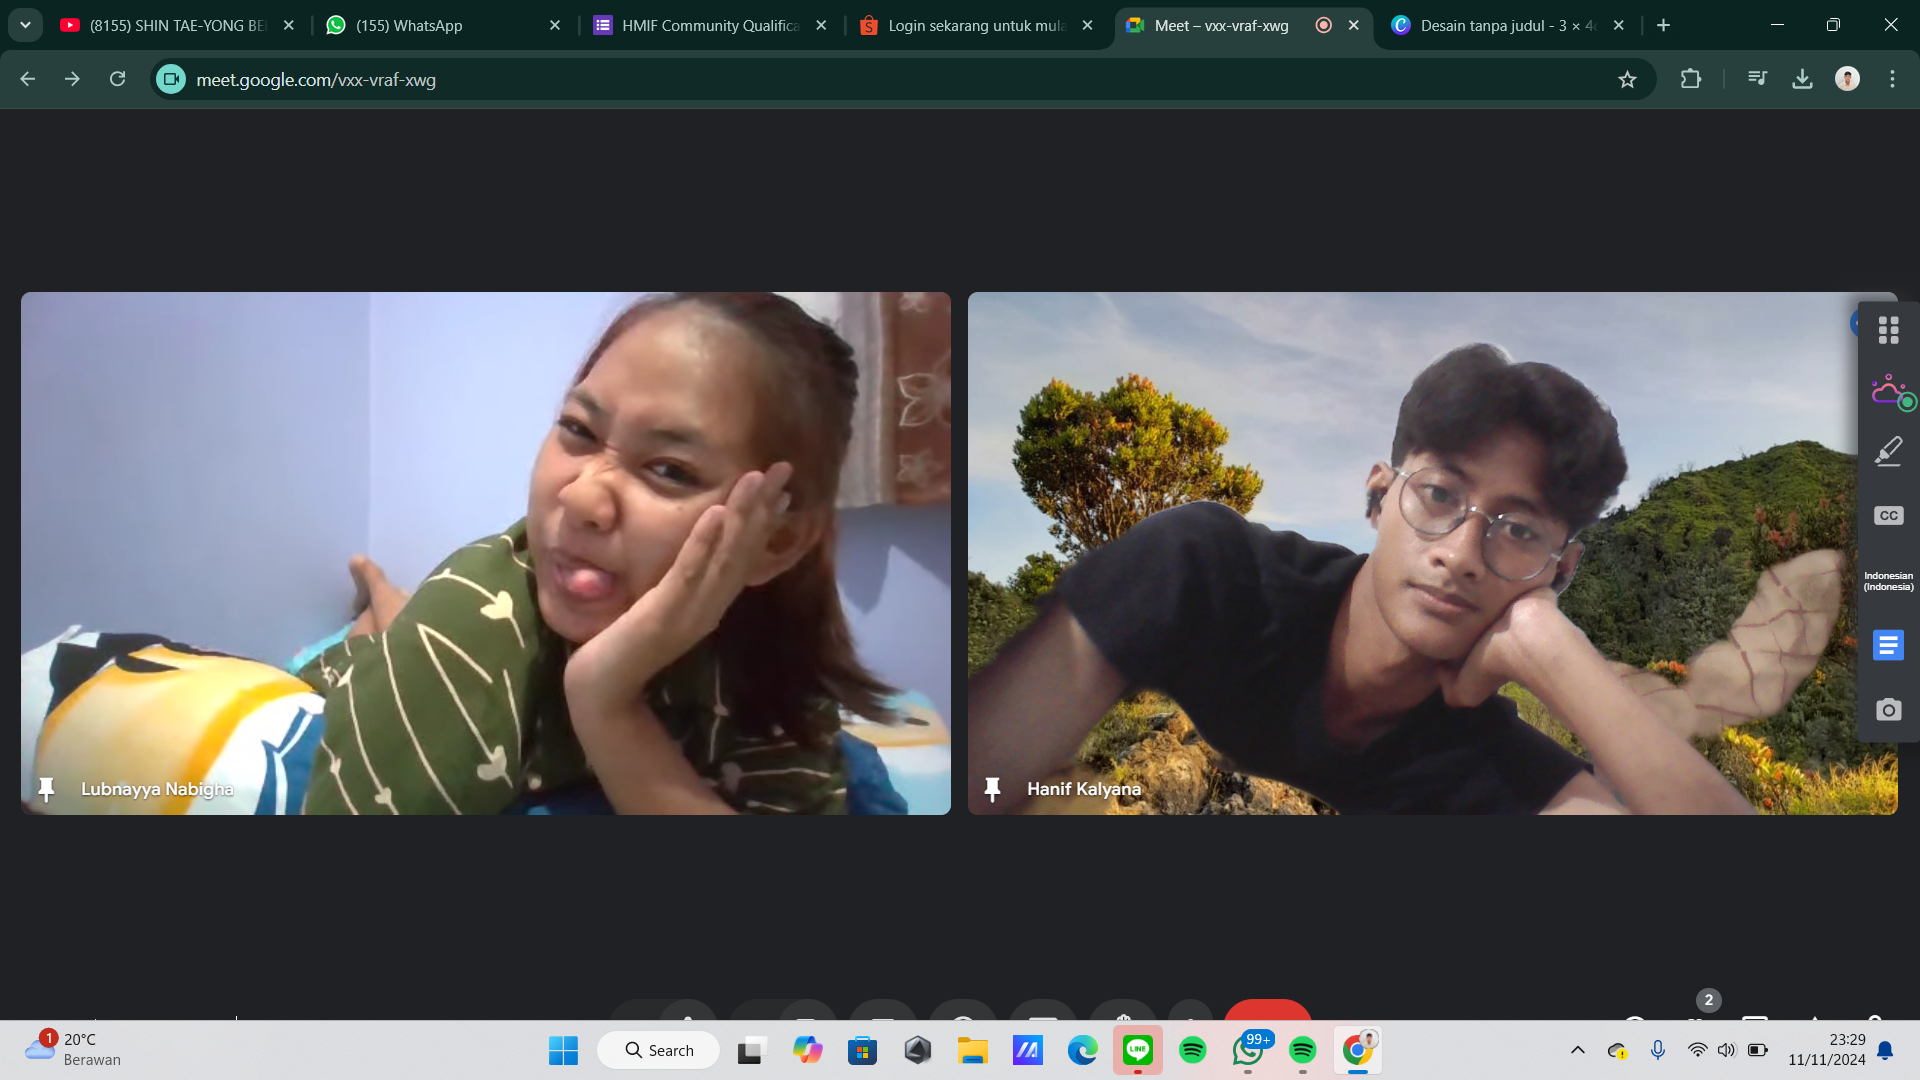 (8155) SHIN TAE-YONG BE
(155) WhatsApp
HMIF Community Qualifica
Login sekarang untuk mula
Meet – vxx-vraf-xwg
Desain tanpa judul - 3 × 4
meet.google.com/vxx-vraf-xwg
CC
Indonesian
(Indonesia)
Lubnayya Nabigha
Hanif Kalyana
2
1
20°C
Berawan
Search
LINE
99+
23:29
11/11/2024